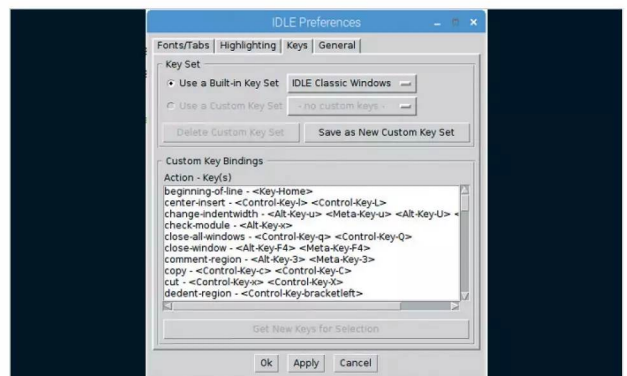 IDLE Preferences
Fonts/Tabs Highlighting Keys General
Key Set
Use a Built-in Key Set IDLE Classic Windows
Use a Custom Key Set - no custom keys -
Delete Custom Key Set Save as New Custom Key Set
Custom Key Bindings
Action - Key(s)
beginning-of-line - <Key-Home>
center-insert - <Control-Key-l> <Control-Key-L>
change-indentwidth - <Alt-Key-u> <Meta-Key-u> <Alt-Key-U> <
check-module - <Alt-Key-x>
close-all-windows - <Control-Key-q> <Control-Key-Q>
close-window - <Alt-Key-F4> <Meta-Key-F4>
comment-region - <Alt-Key-3> <Meta-Key-3>
copy - <Control-Key-c> <Control-Key-C>
cut - <Control-Key-x> <Control-Key-X>
dedent-region - <Control-Key-bracketleft>
Get New Keys for Selection
Ok Apply Cancel